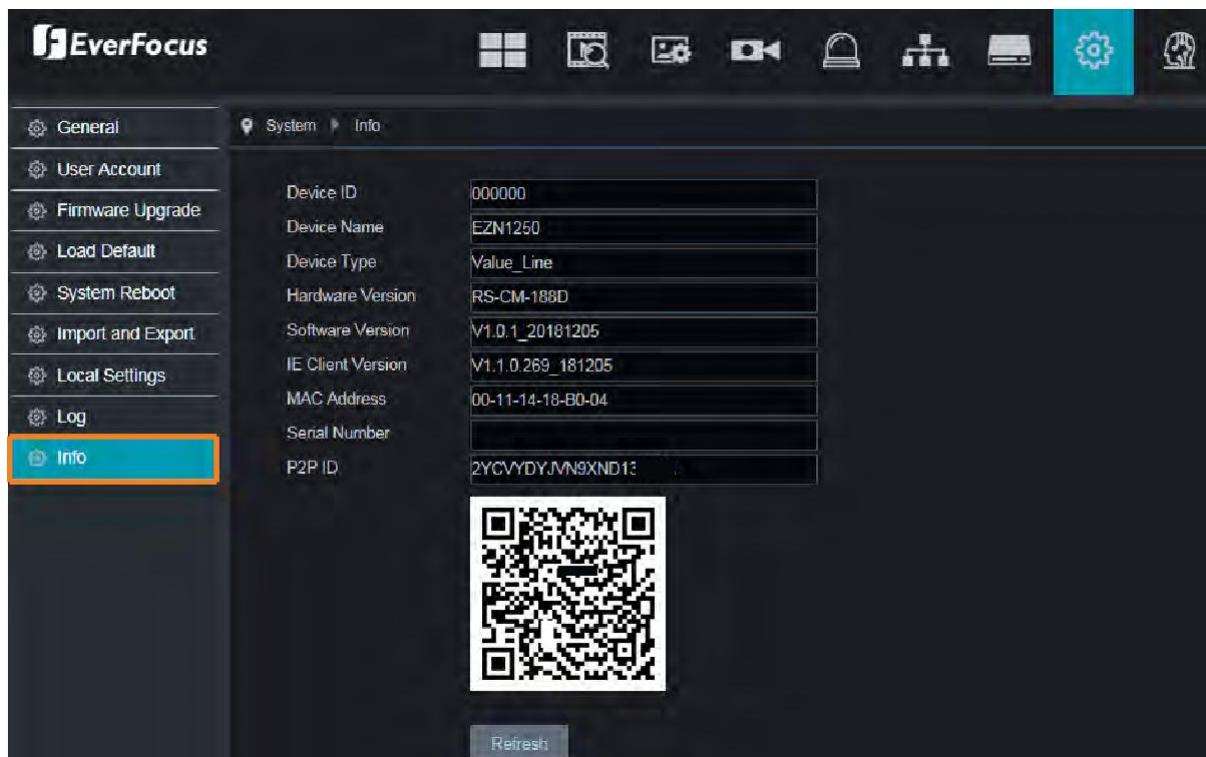 EverFocus
General
User Account
Firmware Upgrade
Load Default
System Reboot
Import and Export
Local Settings
Log
Info
System Info
Device ID 000000
Device Name EZN1250
Device Type Value_Line
Hardware Version RS-CM-188D
Software Version V1.0.1_20181205
IE Client Version V1.1.0.269_181205
MAC Address 00-11-14-18-B0-04
Serial Number
P2P ID
Refresh